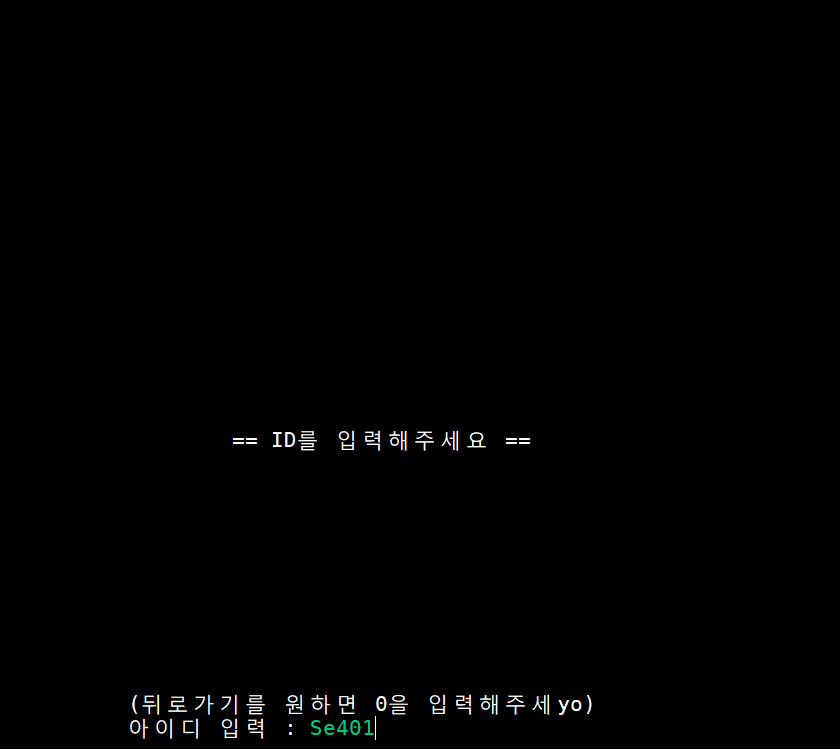 == ID를 입력해주세요 ==
(뒤로가기를 원하면 0을 입력해주세yo)
아이디 입력 : Se401